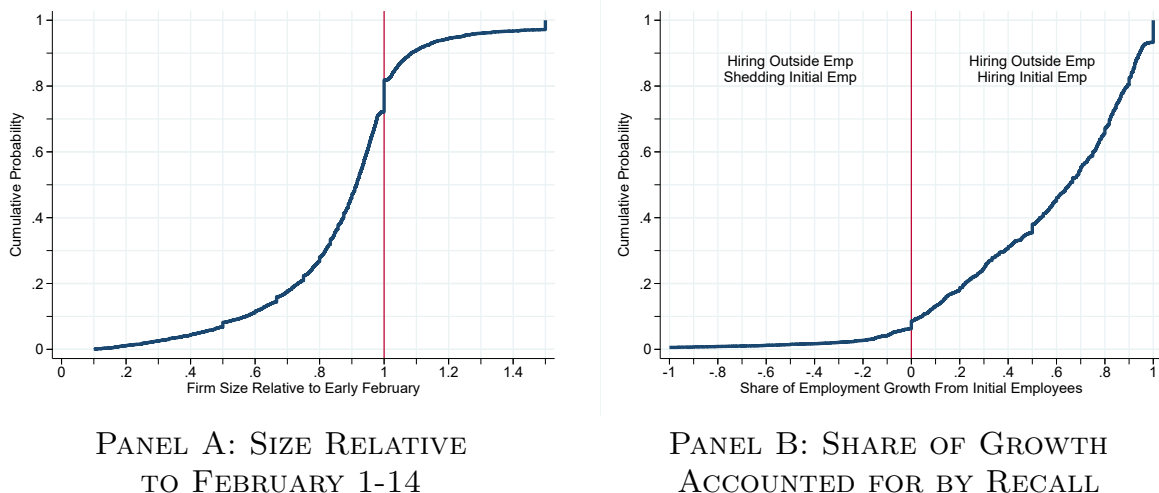 1
.8
.6
.4
.2
0
Cumulative Probability
0 .2 .4 .6 .8 1 1.2 1.4
Firm Size Relative to Early February
PANEL A: SIZE RELATIVE
TO FEBRUARY 1-14
1
.8
.6
.4
.2
0
Cumulative Probability
Hiring Outside Emp
Shedding Initial Emp
Hiring Outside Emp
Hiring Initial Emp
-1 -.8 -.6 -.4 -.2 0 .2 .4 .6 .8 1
Share of Employment Growth From Initial Employees
PANEL B: SHARE OF GROWTH
ACCOUNTED FOR BY RECALL